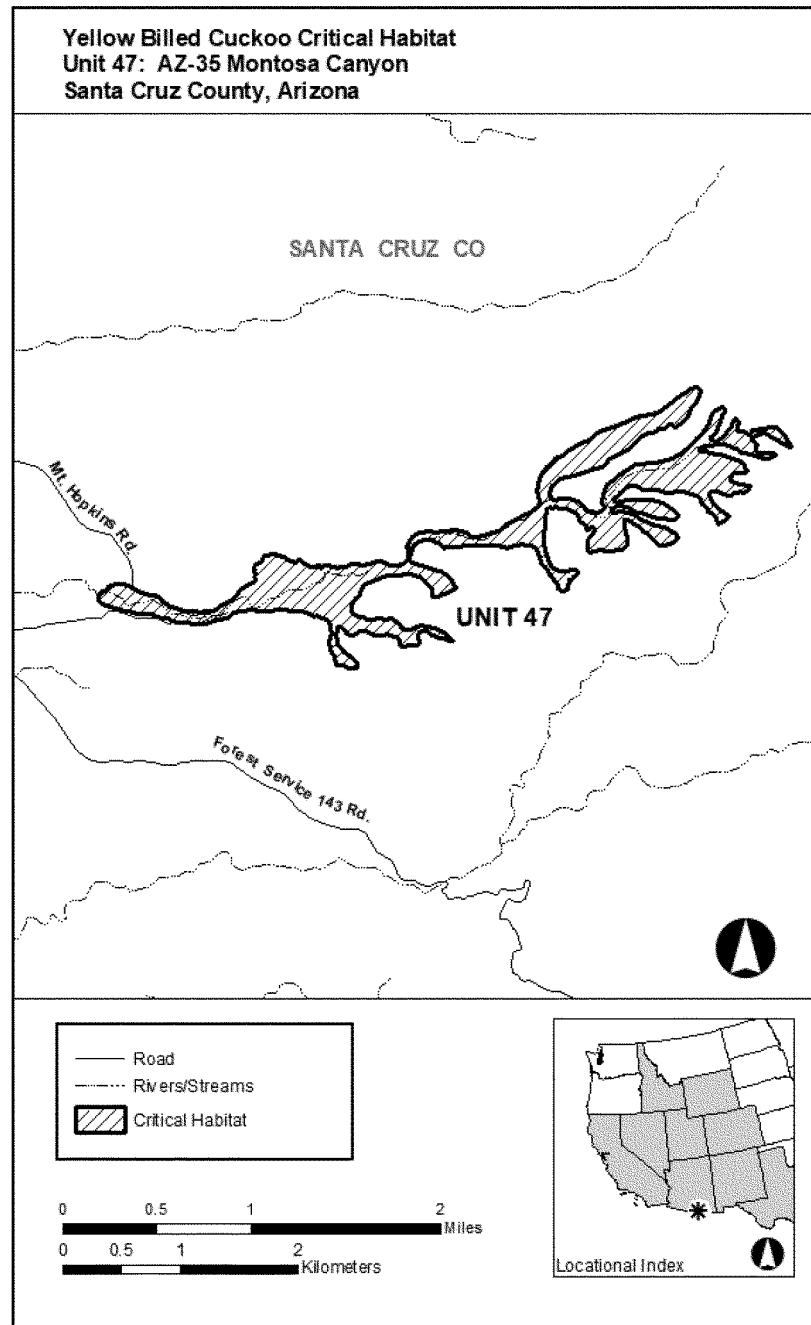 Yellow Billed Cuckoo Critical Habitat
Unit 47: AZ-35 Montosa Canyon
Santa Cruz County, Arizona
SANTA CRUZ CO
Mt. Hopkins Rd
UNIT 47
Forest Service 143 Rd.
Road
Rivers/Streams
Critical Habitat
0 0.5 1 2
Miles
0 0.5 1 2
Kilometers
Locational Index